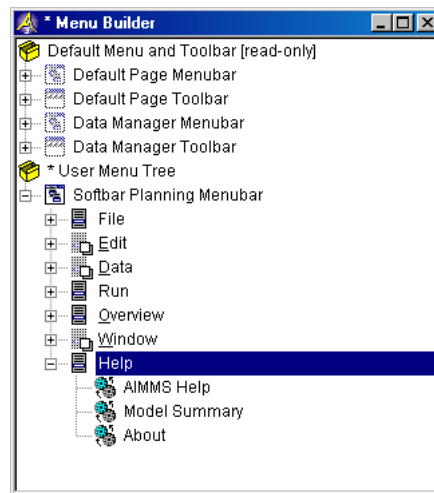 * Menu Builder
Default Menu and Toolbar [read-only]
Default Page Menubar
Default Page Toolbar
Data Manager Menubar
Data Manager Toolbar
* User Menu Tree
Softbar Planning Menubar
File
Edit
Data
Run
Overview
Window
Help
AIMMS Help
Model Summary
About